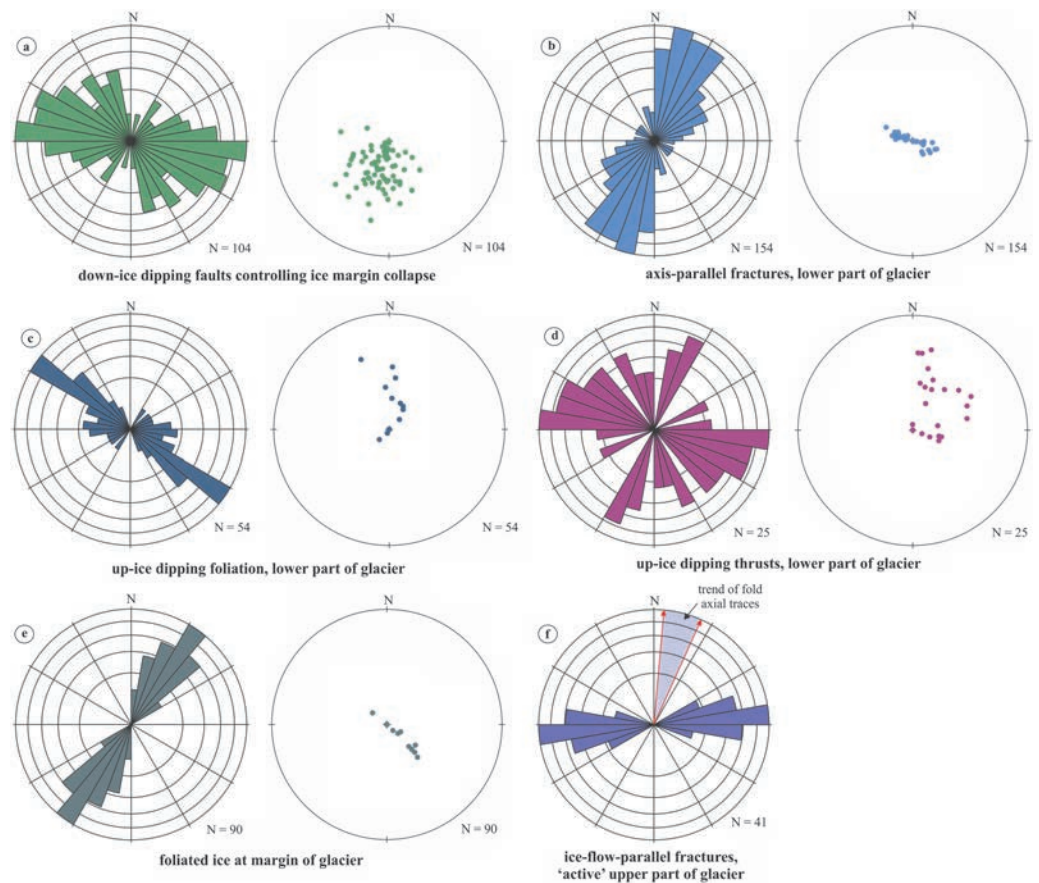 N
a
N = 104
N = 104
down-ice dipping faults controlling ice margin collapse
N
b
N = 154
N = 154
axis-parallel fractures, lower part of glacier
N
N
c
N = 54
N = 54
up-ice dipping foliation, lower part of glacier
N
N
d
N = 25
N = 25
up-ice dipping thrusts, lower part of glacier
N
N
e
N = 90
N = 90
foliated ice at margin of glacier
trend of fold
axial traces
N
f
N = 41
ice-flow-parallel fractures,
‘active’ upper part of glacier